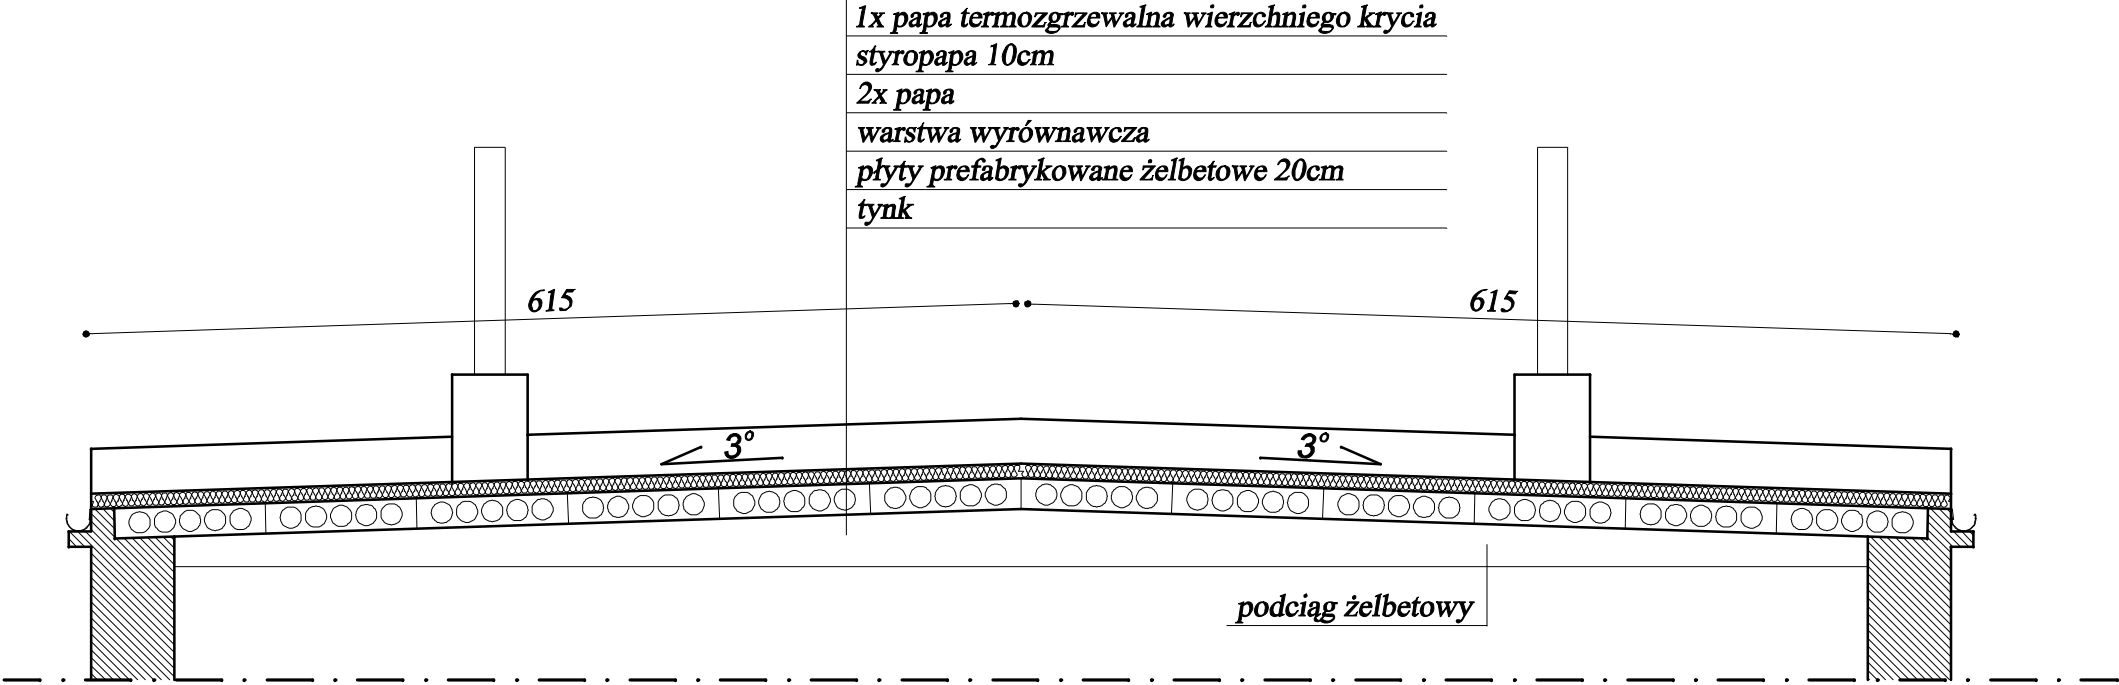 1x papa termozgrzewalna wierzchniego krycia
styropapa 10cm
2x papa
warstwa wyrównawcza
płyty prefabrykowane żelbetowe 20cm
tynk
615
615
3°
3°
podciąg żelbetowy